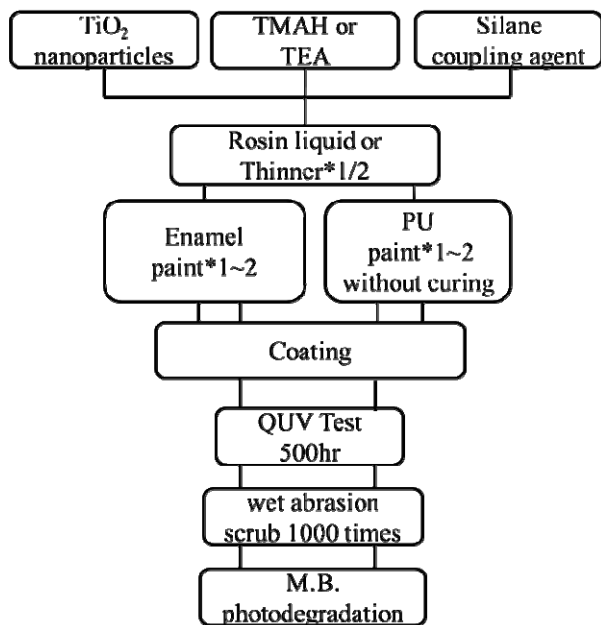 TiO₂
nanoparticles
TMAH or
TEA
Silane
coupling agent
Rosin liquid or
Thinner*1/2
Enamel
paint*1~2
PU
paint*1~2
without curing
Coating
QUV Test
500hr
wet abrasion
scrub 1000 times
M.B.
photodegradation